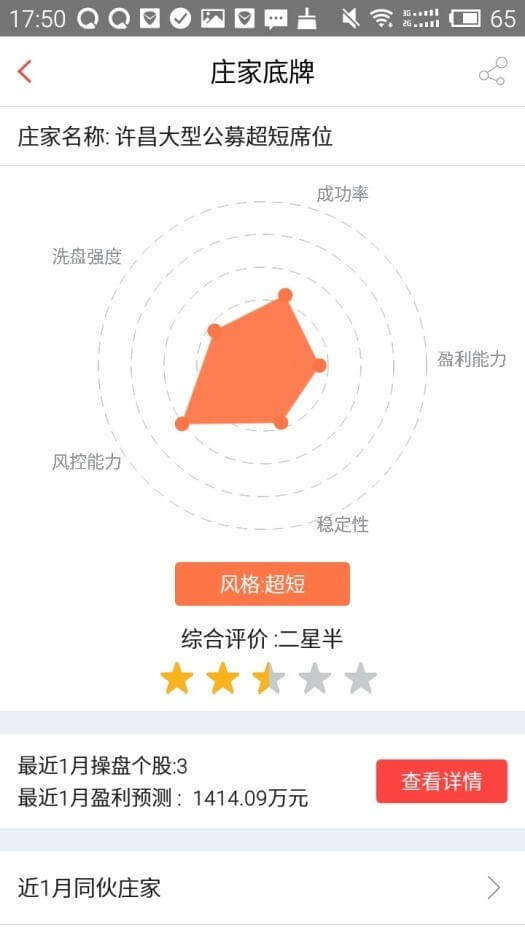 17:50
3G
2G
65
庄家底牌
庄家名称: 许昌大型公募超短席位
成功率
洗盘强度
盈利能力
风控能力
稳定性
风格:超短
综合评价 :二星半
最近1月操盘个股:3
最近1月盈利预测 : 1414.09万元
查看详情
近1月同伙庄家